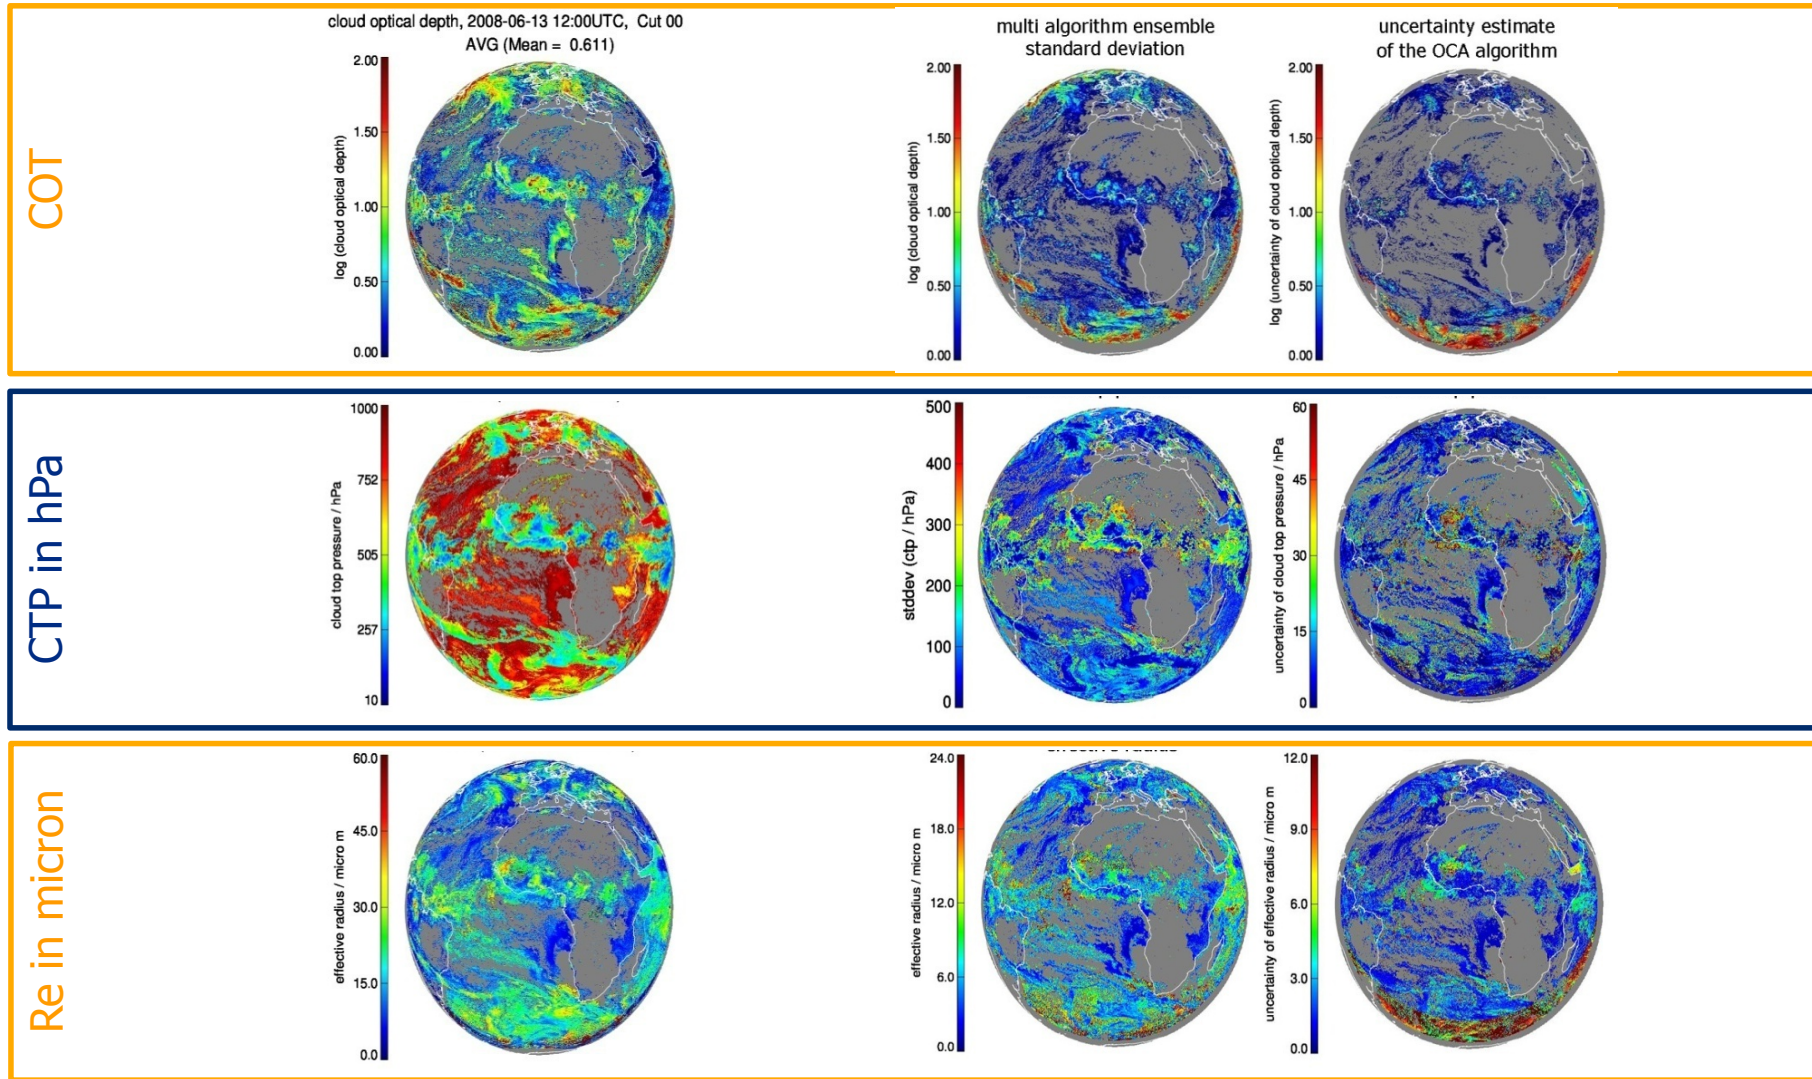 COT
cloud optical depth, 2008-06-13 12:00UTC, Cut 00
AVG (Mean = 0.611)
2.00
1.50
1.00
0.50
0.00
log (cloud optical depth)
multi algorithm ensemble
standard deviation
2.00
1.50
1.00
0.50
0.00
log (cloud optical depth)
uncertainty estimate
of the OCA algorithm
2.00
1.50
1.00
0.50
0.00
log (uncertainty of cloud optical depth)
CTP in hPa
1000
752
505
257
10
cloud top pressure / hPa
500
400
300
200
100
0
stddev (ctp / hPa)
60
45
30
15
0
uncertainty of cloud top pressure / hPa
Re in micron
60.0
45.0
30.0
15.0
0.0
effective radius / micro m
24.0
18.0
12.0
6.0
0.0
effective radius / micro m
12.0
9.0
6.0
3.0
0.0
uncertainty of effective radius / micro m